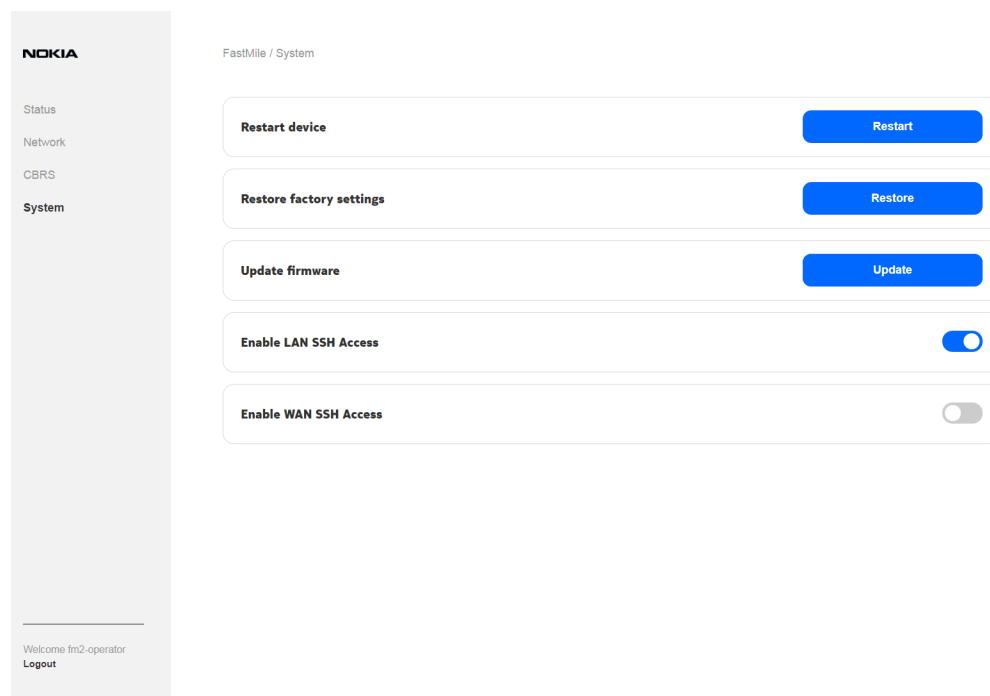 NOKIA
Status
Network
CBRS
System
Welcome fm2-operator
Logout
FastMile / System
Restart device
Restart
Restore factory settings
Restore
Update firmware
Update
Enable LAN SSH Access
Enable WAN SSH Access